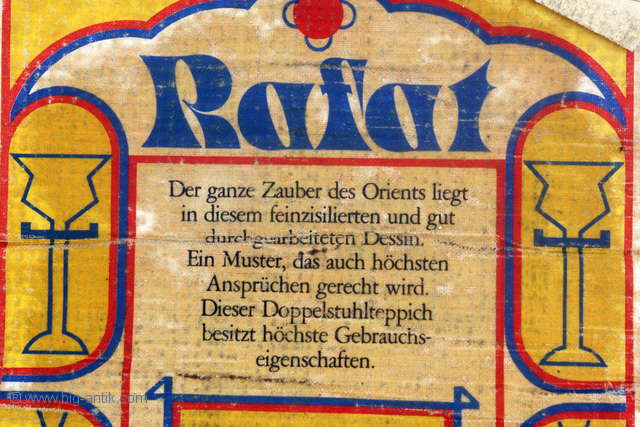 Rafat
Der ganze Zauber des Orients liegt
in diesem feinzisilierten und gut
durchgearbeiteten Dessin.
Ein Muster, das auch höchsten
Ansprüchen gerecht wird.
Dieser Doppelstuhlteppich
besitzt höchste Gebrauchs-
eigenschaften.
© www.big-antik.com